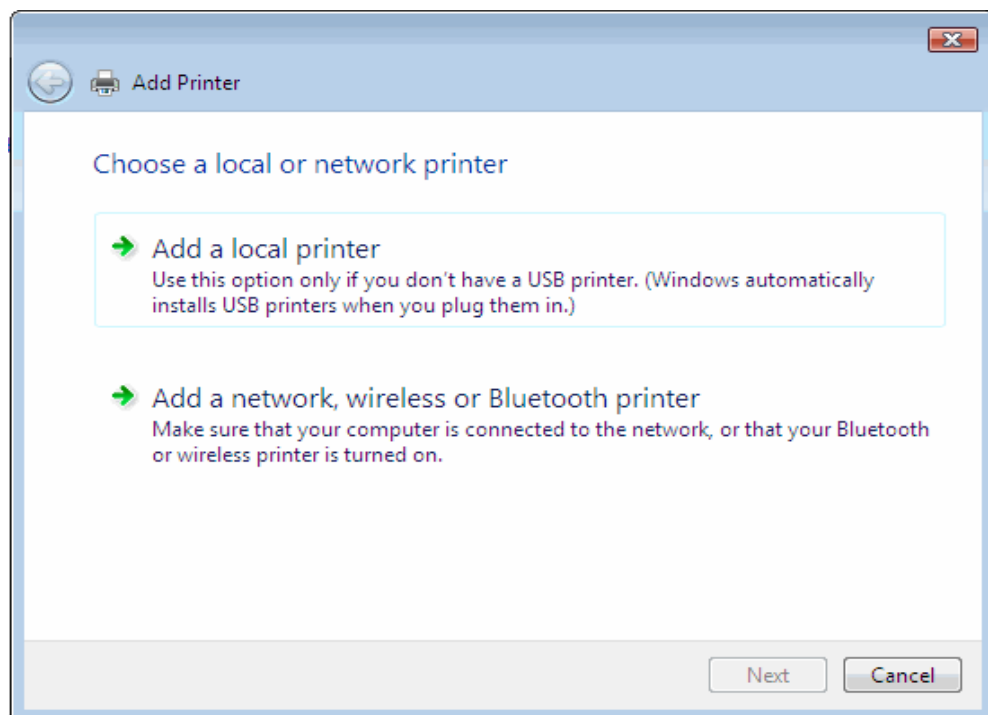 Add Printer
Choose a local or network printer
Add a local printer
Use this option only if you don't have a USB printer. (Windows automatically
installs USB printers when you plug them in.)
Add a network, wireless or Bluetooth printer
Make sure that your computer is connected to the network, or that your Bluetooth
or wireless printer is turned on.
Next
Cancel